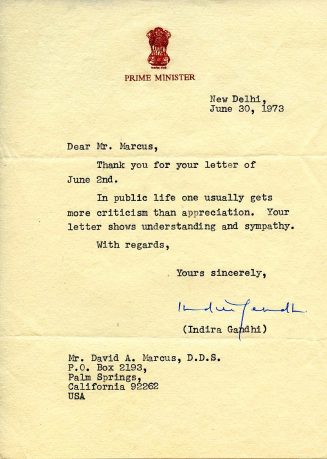 PRIME MINISTER
New Delhi,
June 30, 1973
Dear Mr. Marcus,
Thank you for your letter of
June 2nd.
In public life one usually gets
more criticism than appreciation. Your
letter shows understanding and sympathy.
With regards,
Yours sincerely,
Indira Gandhi
(Indira Gandhi)
Mr. David A. Marcus, D.D.S.
P.O. Box 2193,
Palm Springs,
California 92262
USA